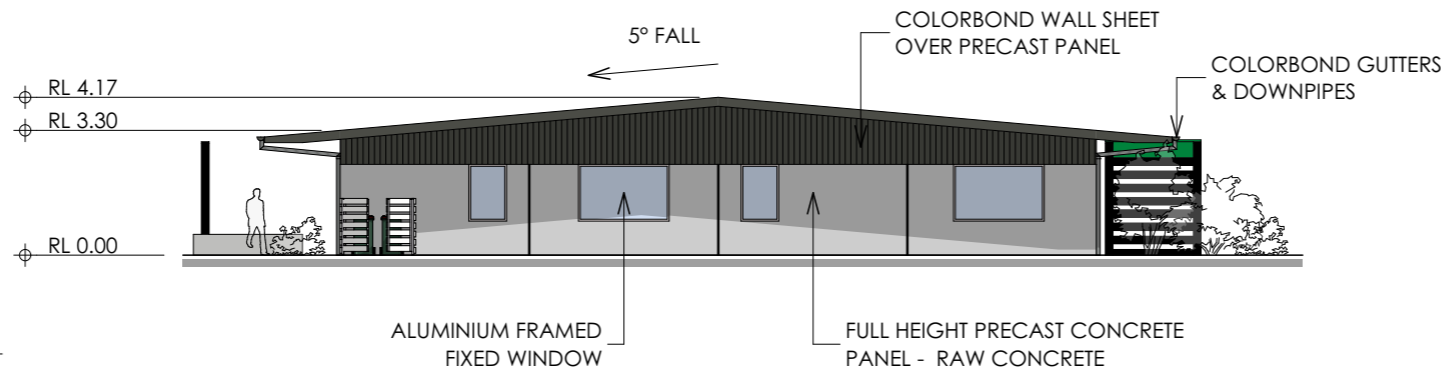 5° FALL
COLORBOND WALL SHEET
OVER PRECAST PANEL
COLORBOND GUTTERS
& DOWNPIPES
RL 4.17
RL 3.30
RL 0.00
ALUMINIUM FRAMED
FIXED WINDOW
FULL HEIGHT PRECAST CONCRETE
PANEL - RAW CONCRETE